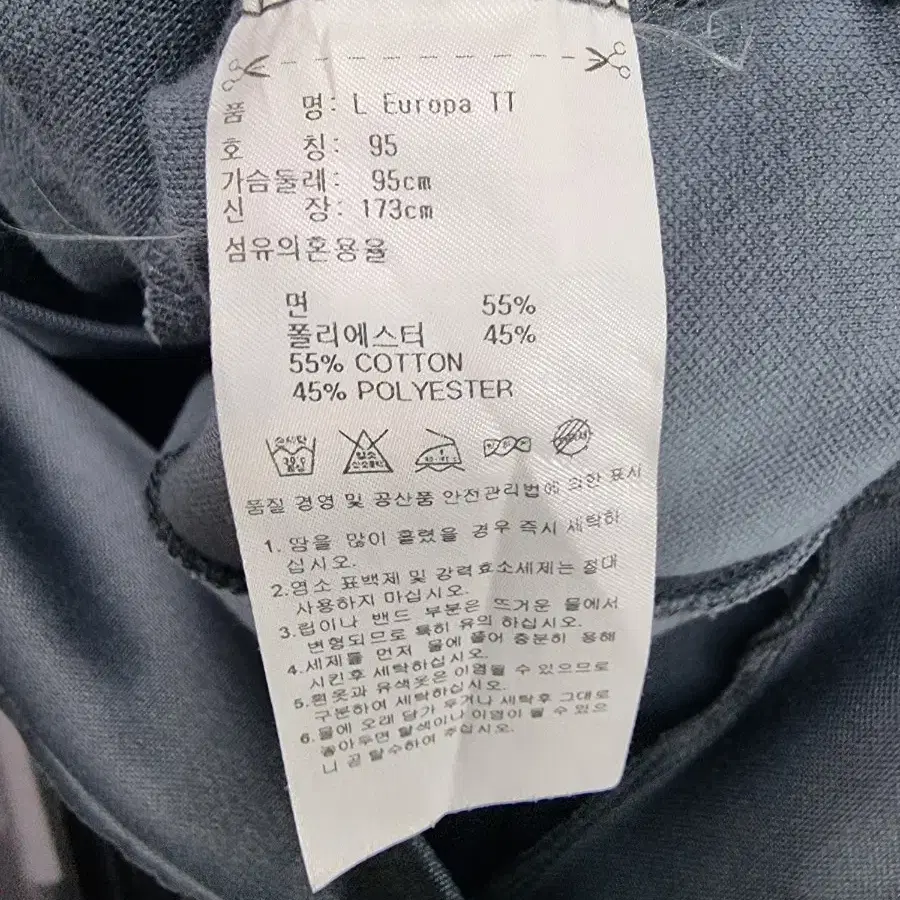 품 명: L Europa TT
호 칭: 95
가슴둘레: 95cm
신 장: 173cm
섬유의혼용율
면 55%
폴리에스터 45%
55% COTTON
45% POLYESTER
품질 경영 및 공산품 안전관리법에 의한 표시
1. 땀을 많이 흘렸을 경우 즉시 세탁하
십시오.
2.염소 표백제 및 강력효소세제는 절대
사용하지 마십시오.
3.립이나 밴드 부분은 뜨거운 물에서
변형되므로 특히 유의 하십시오.
4.세제를 먼저 물에 풀어 충분히 용해
시킨후 세탁하십시오.
5.흰옷과 유색옷은 이염될 수 있으므로
구분하여 세탁하십시오.
6.물에 오래 담가 두거나 세탁후 그대로
놓아두면 탈색이나 이염이 될 수 있으
니 곧 탈수하여 주십시오.